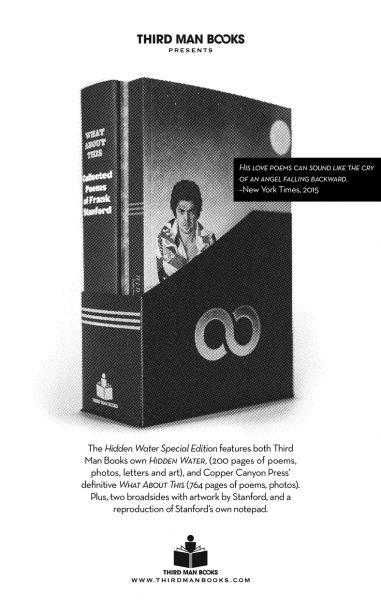 THIRD MAN BOOKS
PRESENTS
WHAT
ABOUT
THIS
Collected
Poems
of Frank
Stanford
HIS LOVE POEMS CAN SOUND LIKE THE CRY
OF AN ANGEL FALLING BACKWARD.
–New York Times, 2015
THIRD MAN BOOKS
The Hidden Water Special Edition features both Third
Man Books own HIDDEN WATER, (200 pages of poems,
photos, letters and art), and Copper Canyon Press'
definitive WHAT ABOUT THIS (764 pages of poems, photos).
Plus, two broadsides with artwork by Stanford, and a
reproduction of Stanford's own notepad.
THIRD MAN BOOKS
WWW.THIRDMANBOOKS.COM